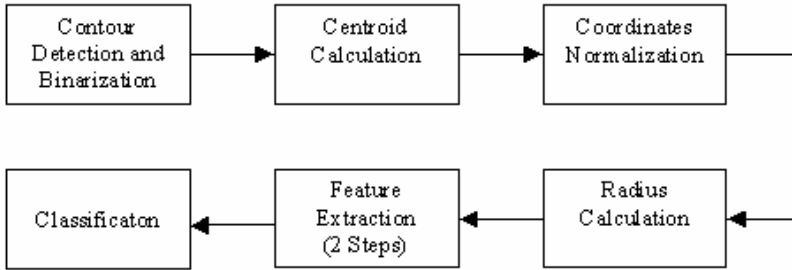 Contour
Detection and
Binarization
Centroid
Calculation
Coordinates
Normalization
Radius
Calculation
Feature
Extraction
(2 Steps)
Classificaton